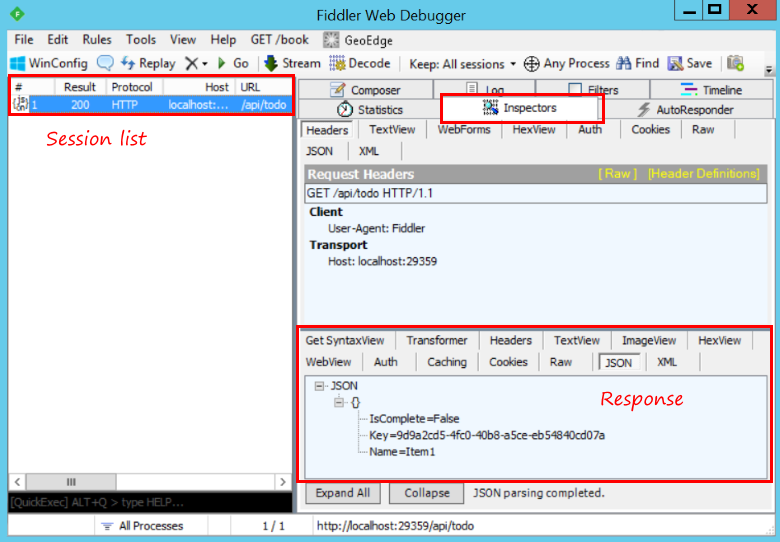 Fiddler Web Debugger
File Edit Rules Tools View Help GET /book GeoEdge
WinConfig Replay Go Stream Decode Keep: All sessions Any Process Find Save
# Result Protocol Host URL
1 200 HTTP localhost:... /api/todo
Session list
Composer Log Filters Timeline
Statistics Inspectors AutoResponder
Headers TextView WebForms HexView Auth Cookies Raw
JSON XML
Request Headers [ Raw ] [Header Definitions]
GET /api/todo HTTP/1.1
Client
User-Agent: Fiddler
Transport
Host: localhost:29359
Get SyntaxView Transformer Headers TextView ImageView HexView
WebView Auth Caching Cookies Raw JSON XML
JSON
{}
IsComplete=False
Key=9d9a2cd5-4fc0-40b8-a5ce-eb54840cd07a
Name=Item1
Response
Expand All Collapse JSON parsing completed.
[QuickExec] ALT+Q > type HELP...
All Processes 1 / 1 http://localhost:29359/api/todo